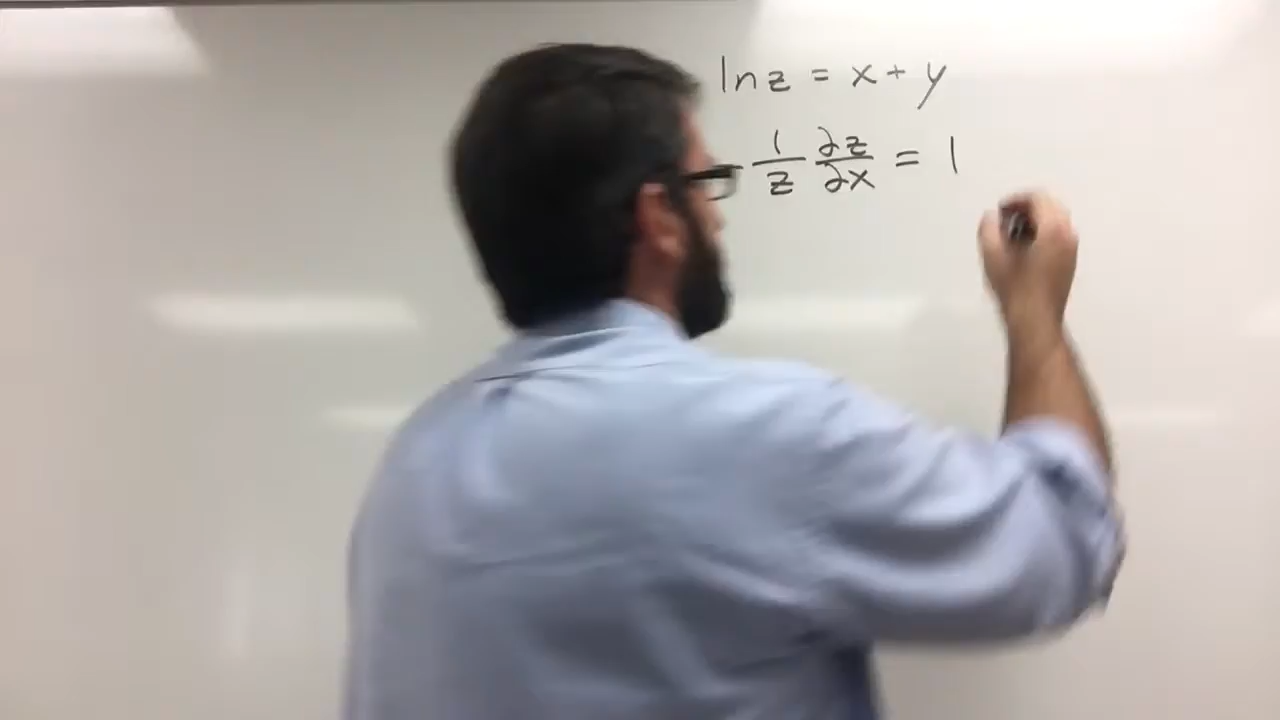 ln z = x + y
1/z ∂z/∂x = 1